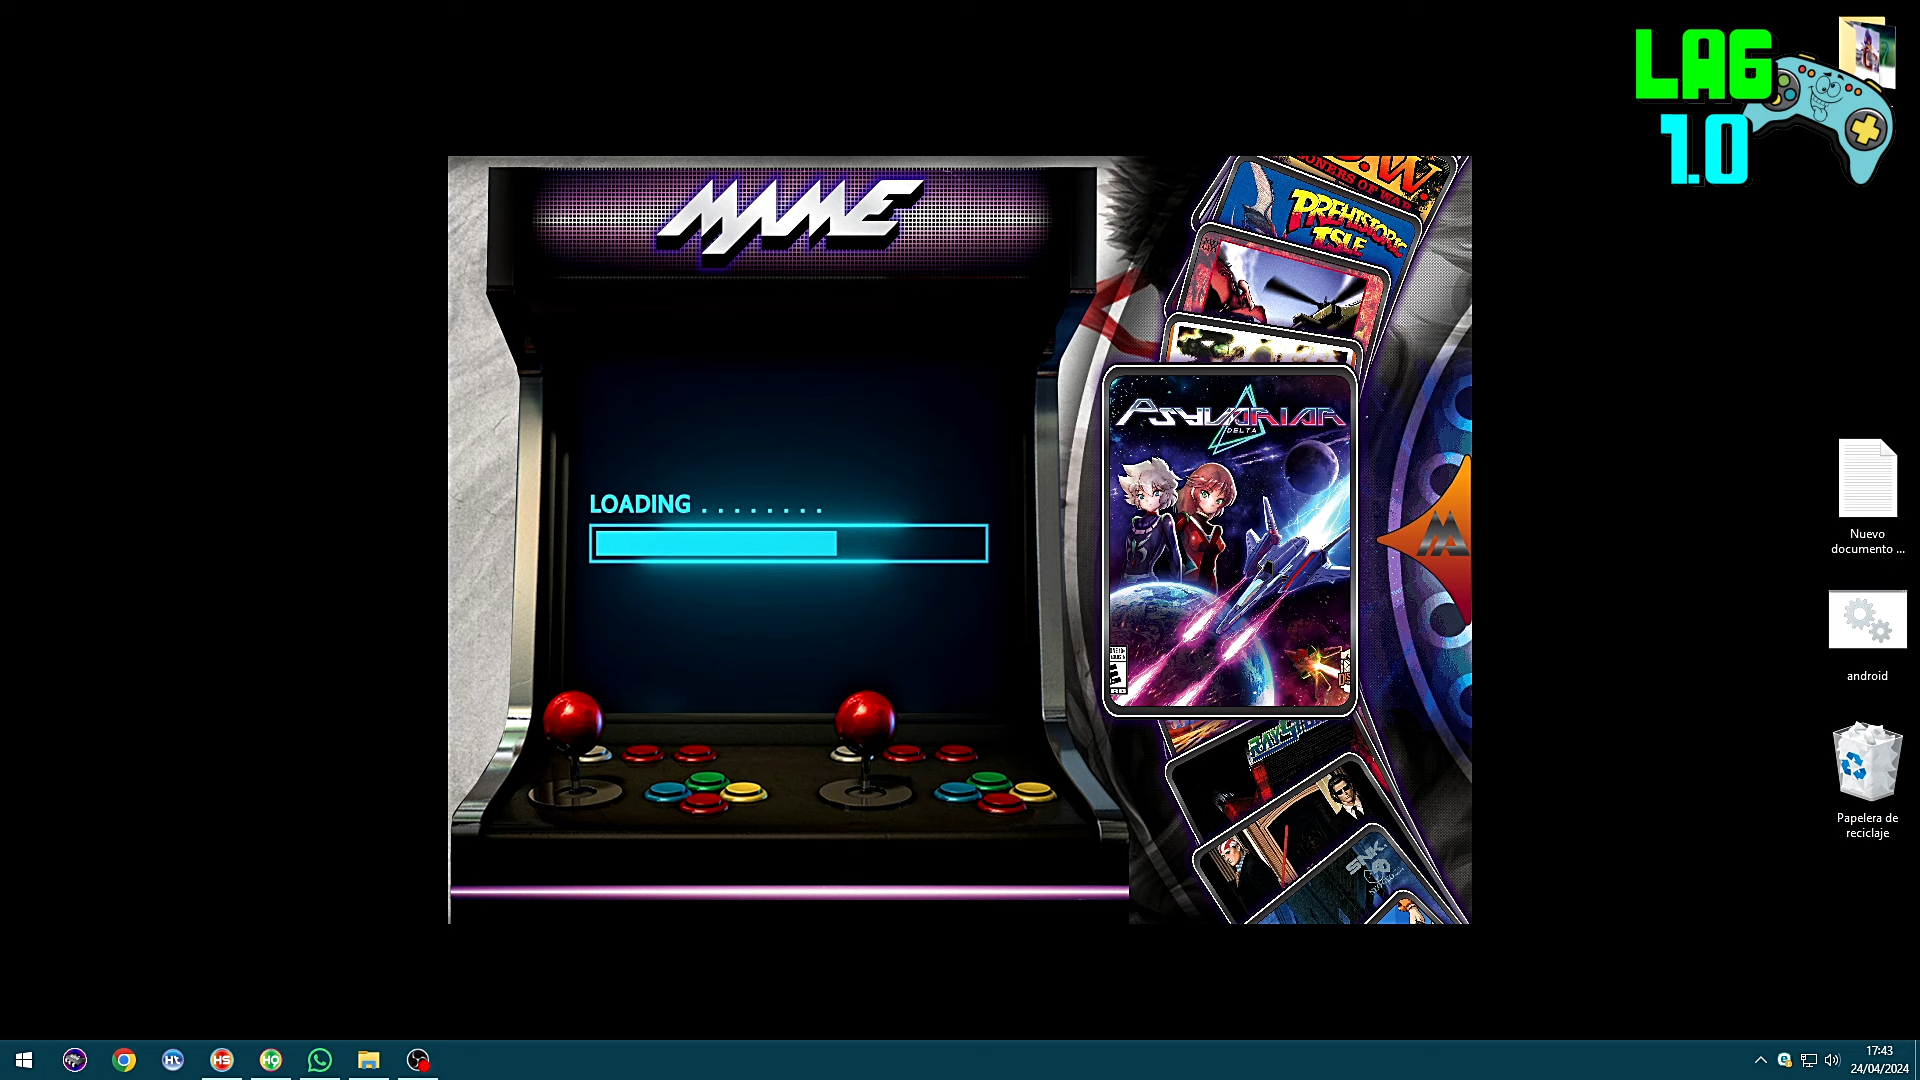 LAG
1.0
MAME
PREHISTORIC
ISLE
PSYVARIAR
DELTA
LOADING ........
SNK
Nuevo
documento ...
android
Papelera de
reciclaje
17:43
24/04/2024